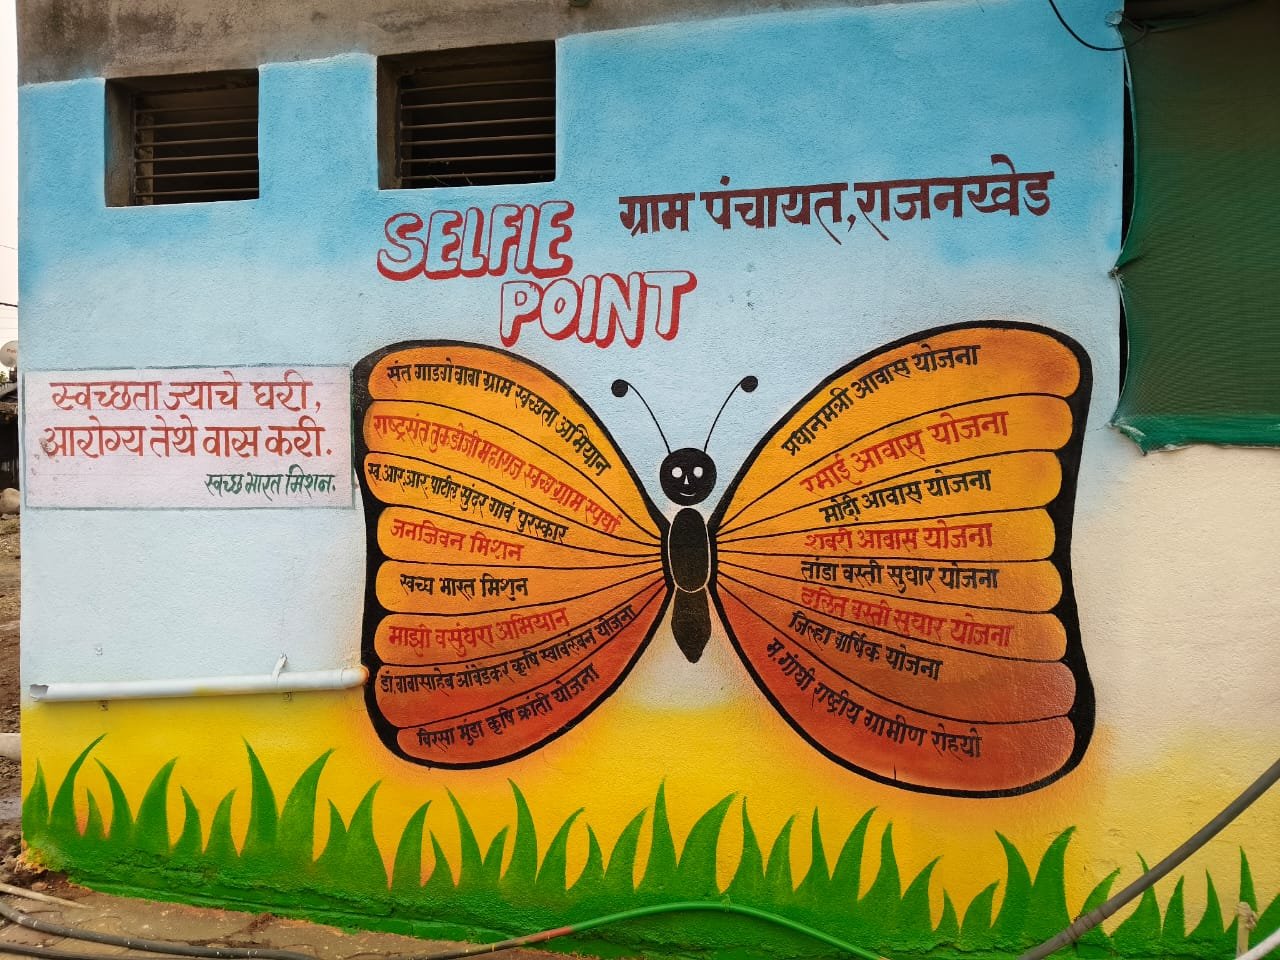 ग्राम पंचायत,राजनखेड
SELFIE
POINT
स्वच्छता ज्याचे घरी,
आरोग्य तेथे वास करी.
स्वच्छ भारत मिशन.
संत गाडगे बाबा ग्राम स्वच्छता अभियान
राष्ट्रसंत तुकडोजी महाराज स्वच्छ ग्राम स्पर्धा
स्व.आर.आर पाटील सुंदर गावं पुरस्कार
जनजिवन मिशन
स्वच्छ भारत मिशन
माझी वसुंधरा अभियान
डॉ.बाबासाहेब आंबेडकर कृषि स्वावलंबन योजना
बिरसा मुंडा कृषि क्रांती योजना
प्रधानमंत्री आवास योजना
रमाई आवास योजना
मोदी आवास योजना
शबरी आवास योजना
तांडा वस्ती सुधार योजना
दलित वस्ती सुधार योजना
जिल्हा वार्षिक योजना
म.गांधी राष्ट्रीय ग्रामीण रोहयो